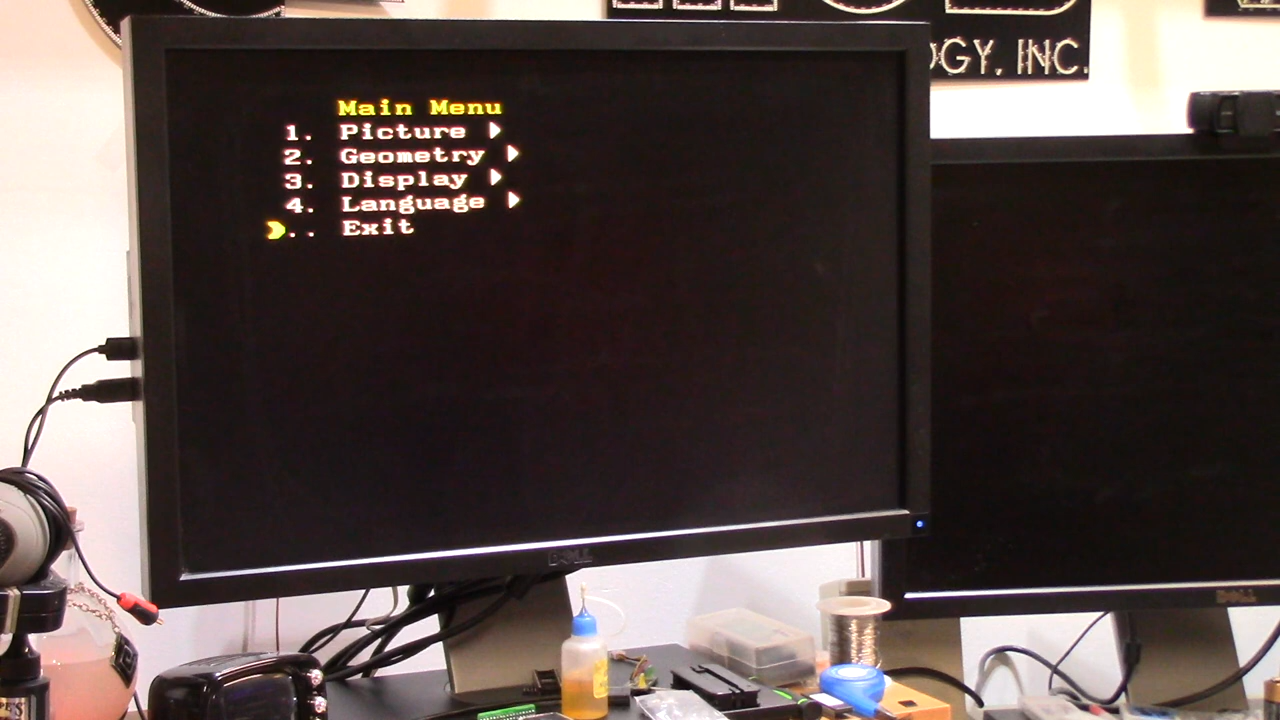 OGY, INC.
Main Menu
1. Picture
2. Geometry
3. Display
4. Language
.. Exit
DELL
DELL